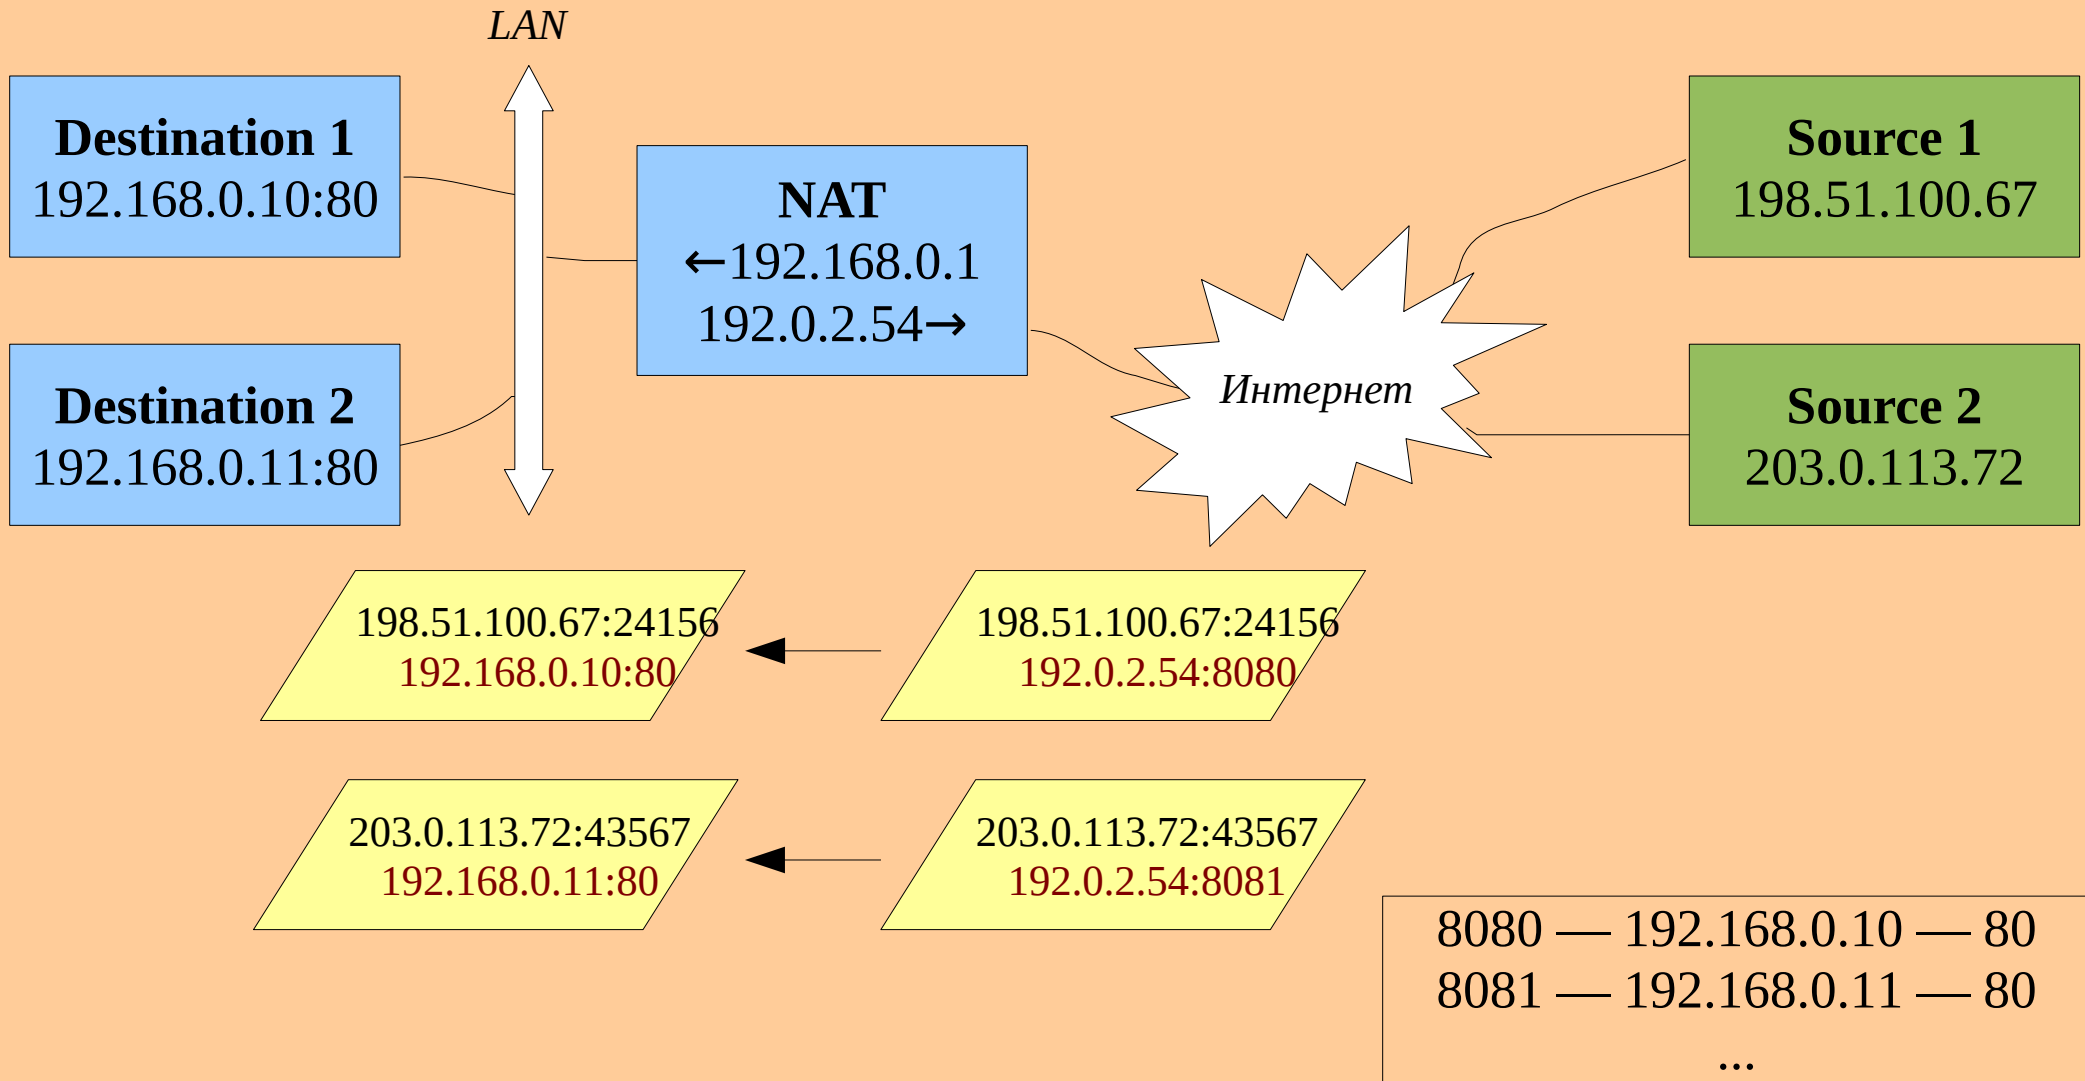 LAN
Destination 1
192.168.0.10:80
Destination 2
192.168.0.11:80
NAT
←192.168.0.1
192.0.2.54→
Интернет
Source 1
198.51.100.67
Source 2
203.0.113.72
198.51.100.67:24156
192.168.0.10:80
198.51.100.67:24156
192.0.2.54:8080
203.0.113.72:43567
192.168.0.11:80
203.0.113.72:43567
192.0.2.54:8081
8080 — 192.168.0.10 — 80
8081 — 192.168.0.11 — 80
...